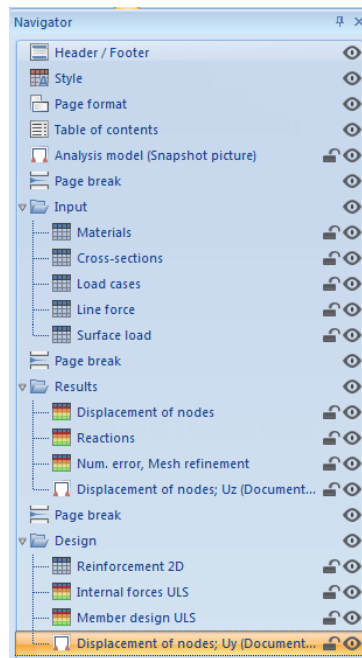 Navigator
Header / Footer
Style
Page format
Table of contents
Analysis model (Snapshot picture)
Page break
Input
Materials
Cross-sections
Load cases
Line force
Surface load
Page break
Results
Displacement of nodes
Reactions
Num. error, Mesh refinement
Displacement of nodes; Uz (Document...
Page break
Design
Reinforcement 2D
Internal forces ULS
Member design ULS
Displacement of nodes; Uy (Document...